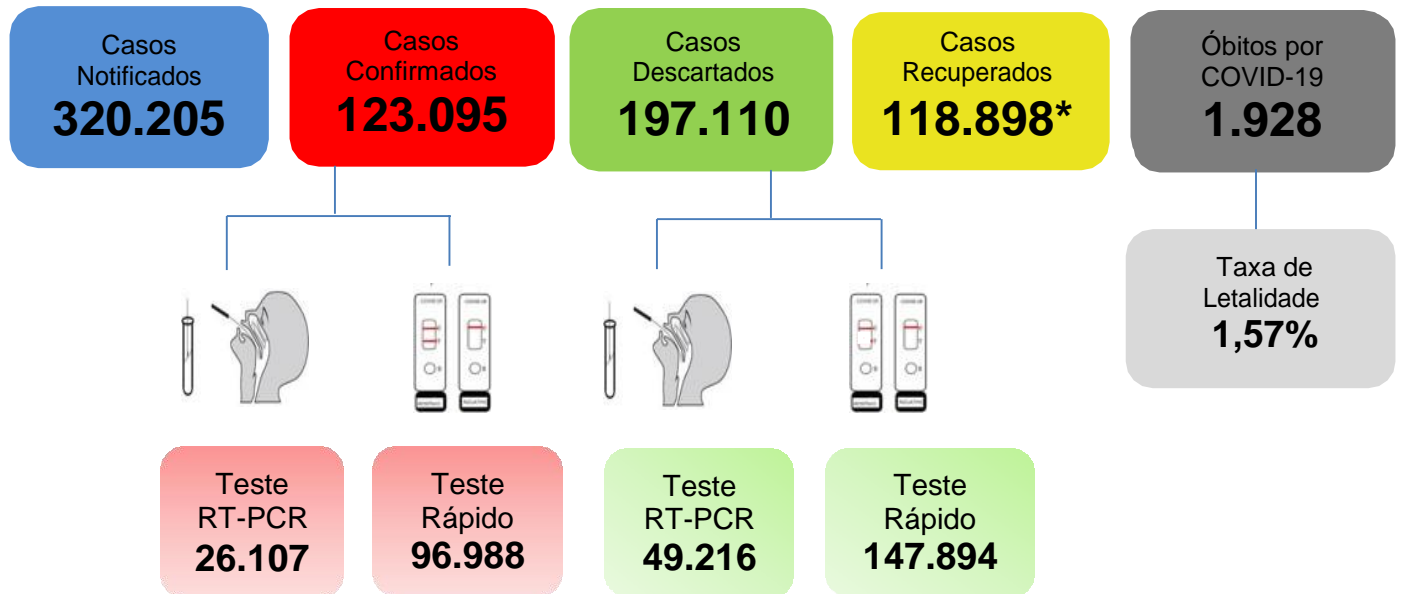 Casos
Notificados
320.205
Casos
Confirmados
123.095
Casos
Descartados
197.110
Casos
Recuperados
118.898*
Óbitos por
COVID-19
1.928
Taxa de
Letalidade
1,57%
Teste
RT-PCR
26.107
Teste
Rápido
96.988
Teste
RT-PCR
49.216
Teste
Rápido
147.894